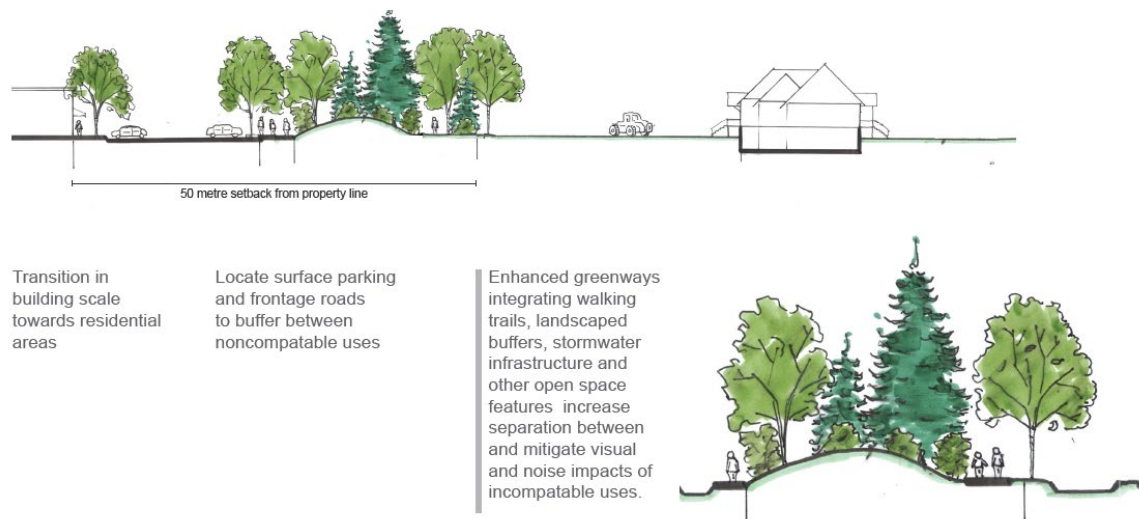 50 metre setback from property line
Transition in
building scale
towards residential
areas
Locate surface parking
and frontage roads
to buffer between
noncompatable uses
Enhanced greenways
integrating walking
trails, landscaped
buffers, stormwater
infrastructure and
other open space
features increase
separation between
and mitigate visual
and noise impacts of
incompatable uses.